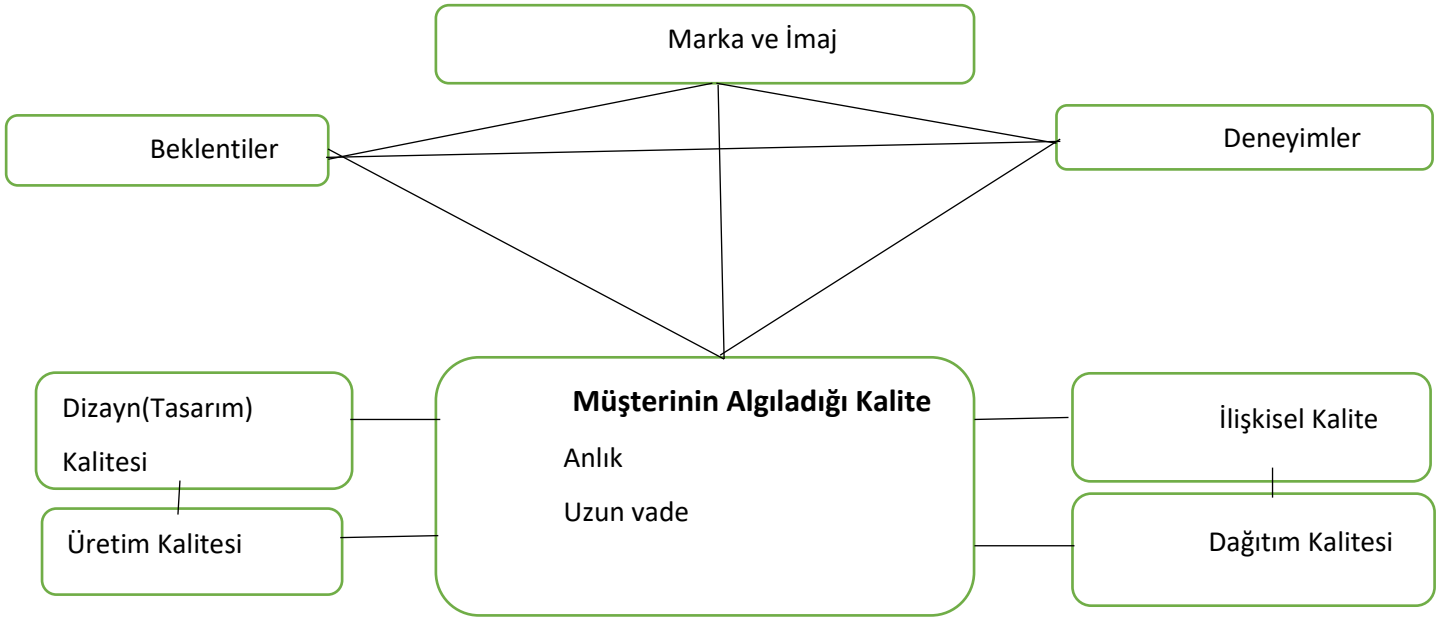 Marka ve İmaj
Beklentiler
Deneyimler
Dizayn(Tasarım)
Kalitesi
Müşterinin Algıladığı Kalite
Anlık
Uzun vade
İlişkisel Kalite
Üretim Kalitesi
Dağıtım Kalitesi